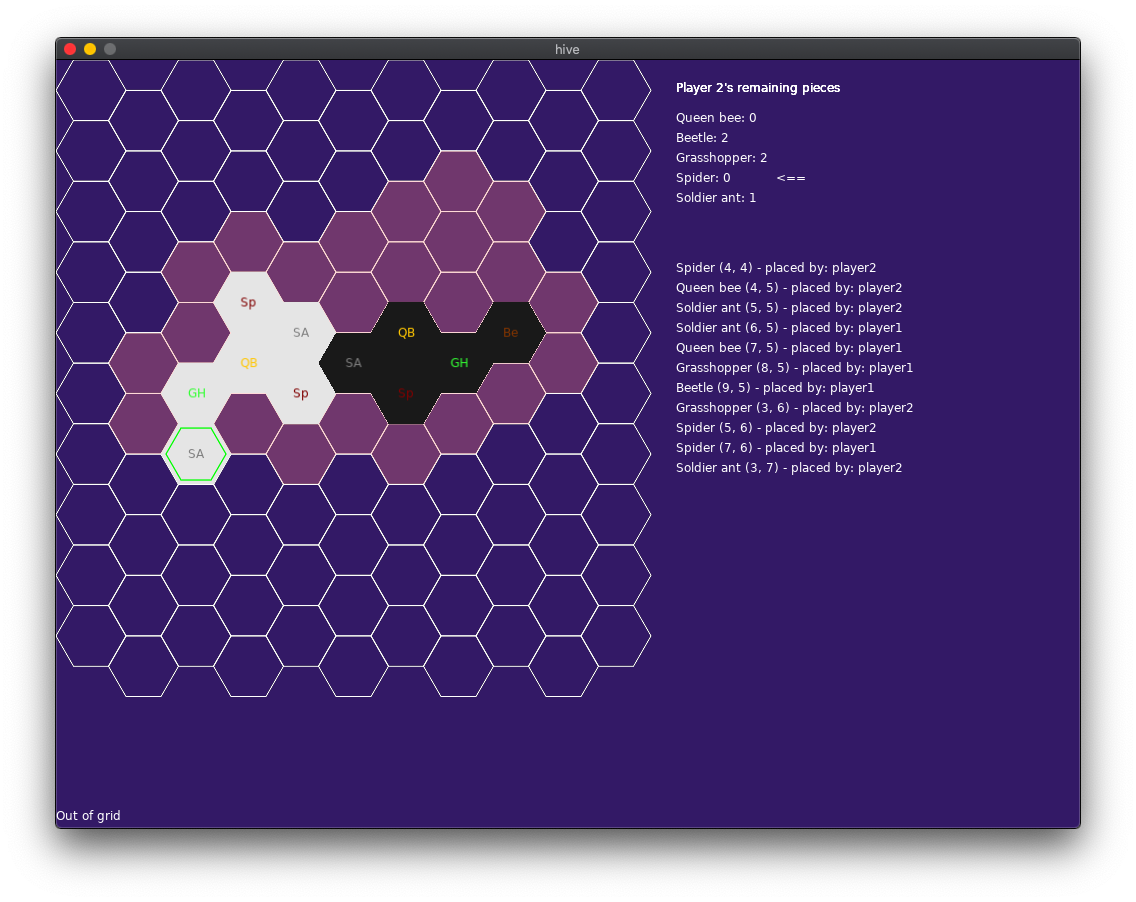 hive
Player 2's remaining pieces
Queen bee: 0
Beetle: 2
Grasshopper: 2
Spider: 0 <==
Soldier ant: 1
Spider (4, 4) - placed by: player2
Queen bee (4, 5) - placed by: player2
Soldier ant (5, 5) - placed by: player2
Soldier ant (6, 5) - placed by: player1
Queen bee (7, 5) - placed by: player1
Grasshopper (8, 5) - placed by: player1
Beetle (9, 5) - placed by: player1
Grasshopper (3, 6) - placed by: player2
Spider (5, 6) - placed by: player2
Spider (7, 6) - placed by: player1
Soldier ant (3, 7) - placed by: player2
Sp
SA
QB
Be
QB
SA
GH
GH
Sp
Sp
SA
Out of grid